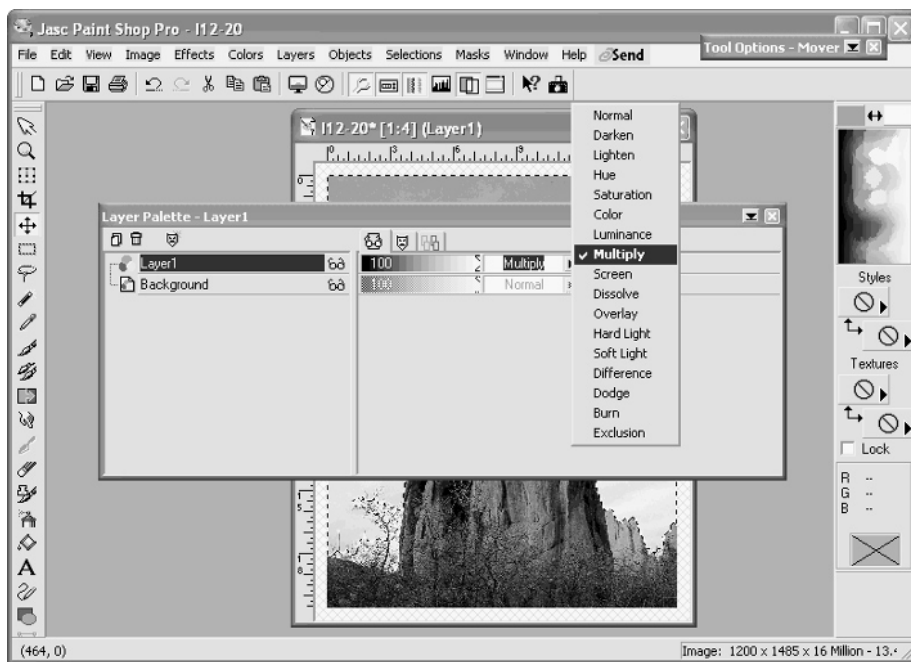 Jasc Paint Shop Pro - I12-20
File Edit View Image Effects Colors Layers Objects Selections Masks Window Help Send
Tool Options - Mover
I12-20* [1:4] (Layer1)
Normal
Darken
Lighten
Hue
Saturation
Color
Luminance
Multiply
Screen
Dissolve
Overlay
Hard Light
Soft Light
Difference
Dodge
Burn
Exclusion
Layer Palette - Layer1
Layer1 100 Multiply
Background 100 Normal
Styles
Textures
Lock
R --
G --
B --
(464, 0)
Image: 1200 x 1485 x 16 Million - 13.